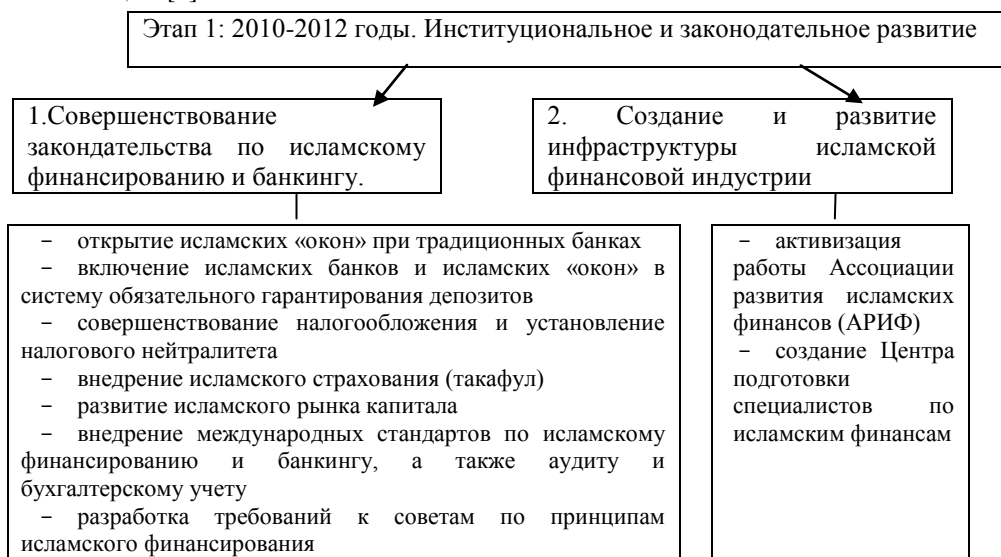 Этап 1: 2010-2012 годы. Институциональное и законодательное развитие
1.Совершенствование
закондательства по исламскому
финансированию и банкингу.
2. Создание и развитие
инфраструктуры исламской
финансовой индустрии
− открытие исламских «окон» при традиционных банках
− включение исламских банков и исламских «окон» в
систему обязательного гарантирования депозитов
− совершенствование налогообложения и установление
налогового нейтралитета
− внедрение исламского страхования (такафул)
− развитие исламского рынка капитала
− внедрение международных стандартов по исламскому
финансированию и банкингу, а также аудиту и
бухгалтерскому учету
− разработка требований к советам по принципам
исламского финансирования
− активизация
работы Ассоциации
развития исламских
финансов (АРИФ)
− создание Центра
подготовки
специалистов по
исламским финансам